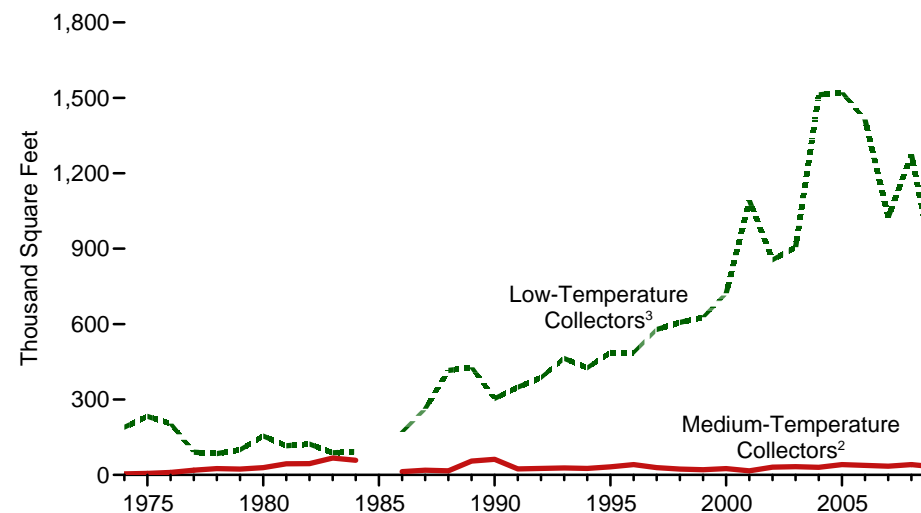 1,800
1,500
1,200
900
600
300
0
Thousand Square Feet
Low-Temperature
Collectors³
Medium-Temperature
Collectors²
1975 1980 1985 1990 1995 2000 2005